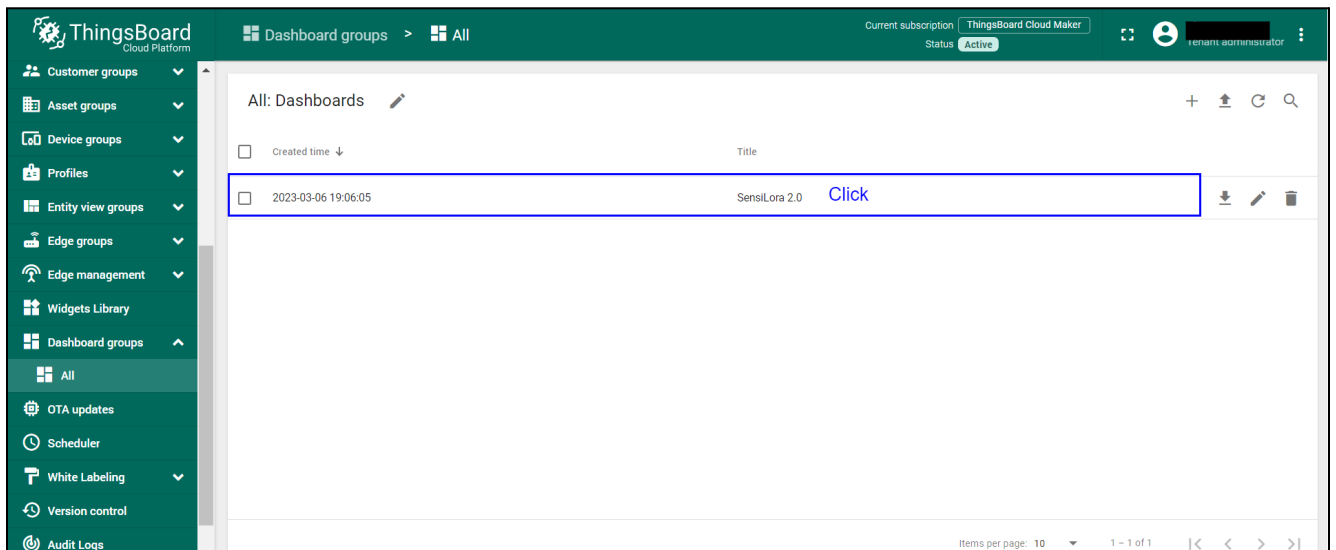 ThingsBoard
Cloud Platform
Dashboard groups > All
Current subscription ThingsBoard Cloud Maker
Status Active
Tenant administrator
Customer groups
Asset groups
Device groups
Profiles
Entity view groups
Edge groups
Edge management
Widgets Library
Dashboard groups
All
OTA updates
Scheduler
White Labeling
Version control
Audit Logs
All: Dashboards
Created time Title
2023-03-06 19:06:05 SensiLora 2.0 Click
Items per page: 10 1 – 1 of 1